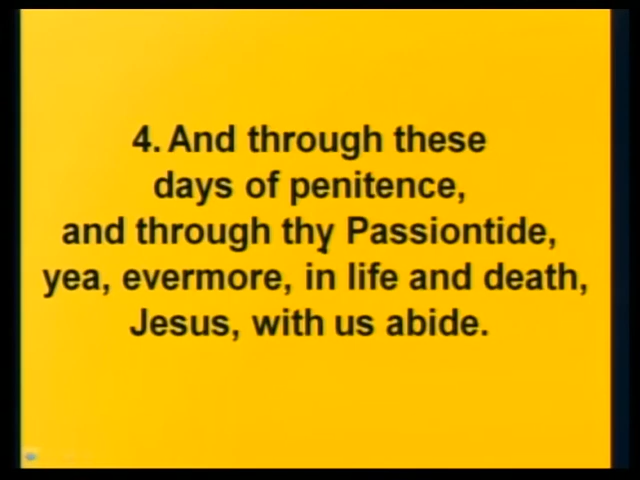 4. And through these
days of penitence,
and through thy Passiontide,
yea, evermore, in life and death,
Jesus, with us abide.